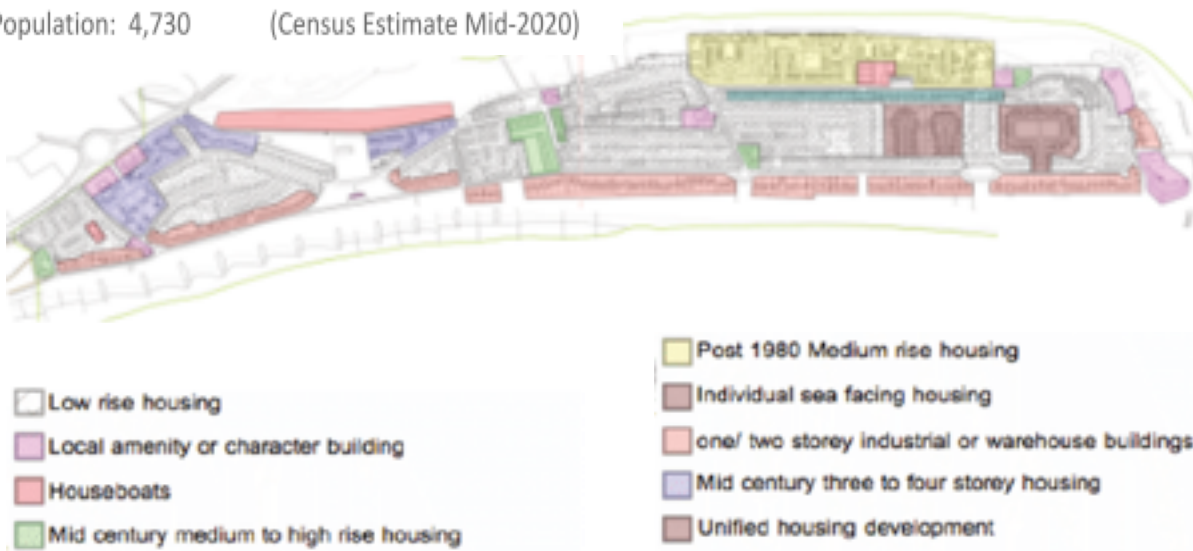 Population: 4,730 (Census Estimate Mid-2020)
Low rise housing
Local amenity or character building
Houseboats
Mid century medium to high rise housing
Post 1980 Medium rise housing
Individual sea facing housing
one/ two storey industrial or warehouse buildings
Mid century three to four storey housing
Unified housing development